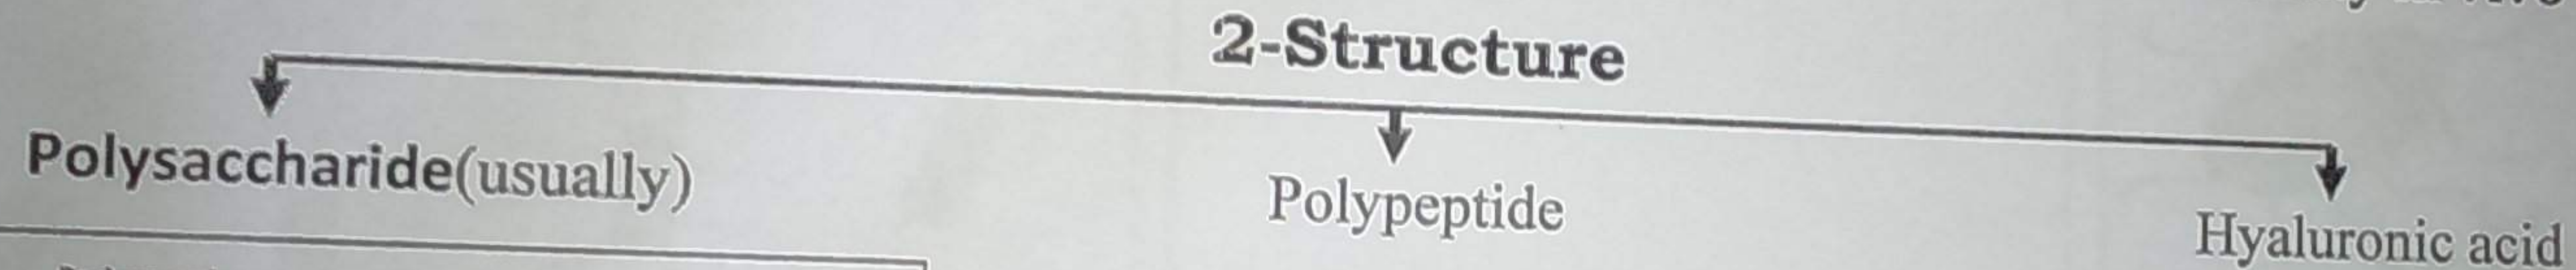 2-Structure
Polysaccharide(usually)
Polypeptide
Hyaluronic acid